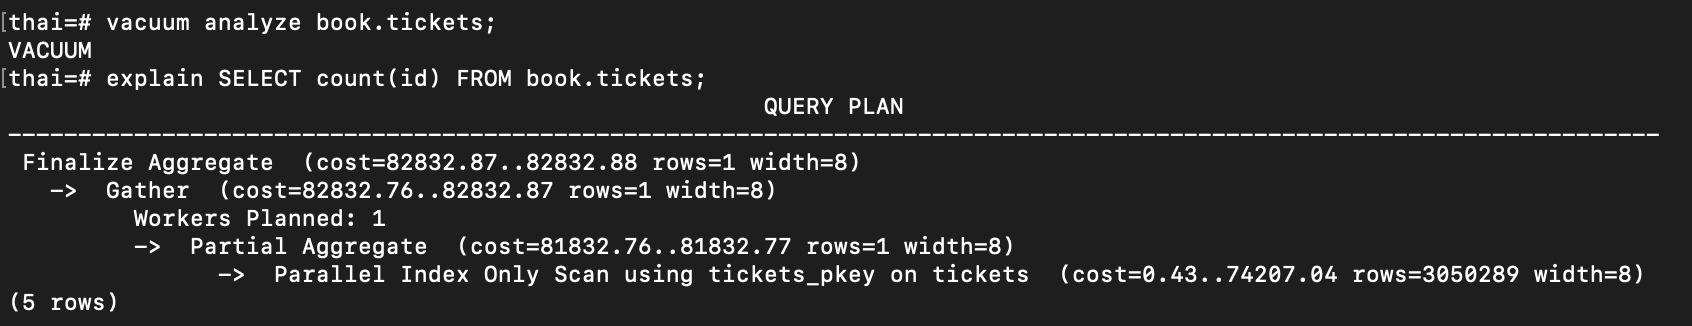 [thai=# vacuum analyze book.tickets;
VACUUM
[thai=# explain SELECT count(id) FROM book.tickets;
QUERY PLAN
----------------------------------------------------------------------------------------------------------------------
Finalize Aggregate  (cost=82832.87..82832.88 rows=1 width=8)
  ->  Gather  (cost=82832.76..82832.87 rows=1 width=8)
        Workers Planned: 1
        ->  Partial Aggregate  (cost=81832.76..81832.77 rows=1 width=8)
              ->  Parallel Index Only Scan using tickets_pkey on tickets  (cost=0.43..74207.04 rows=3050289 width=8)
(5 rows)